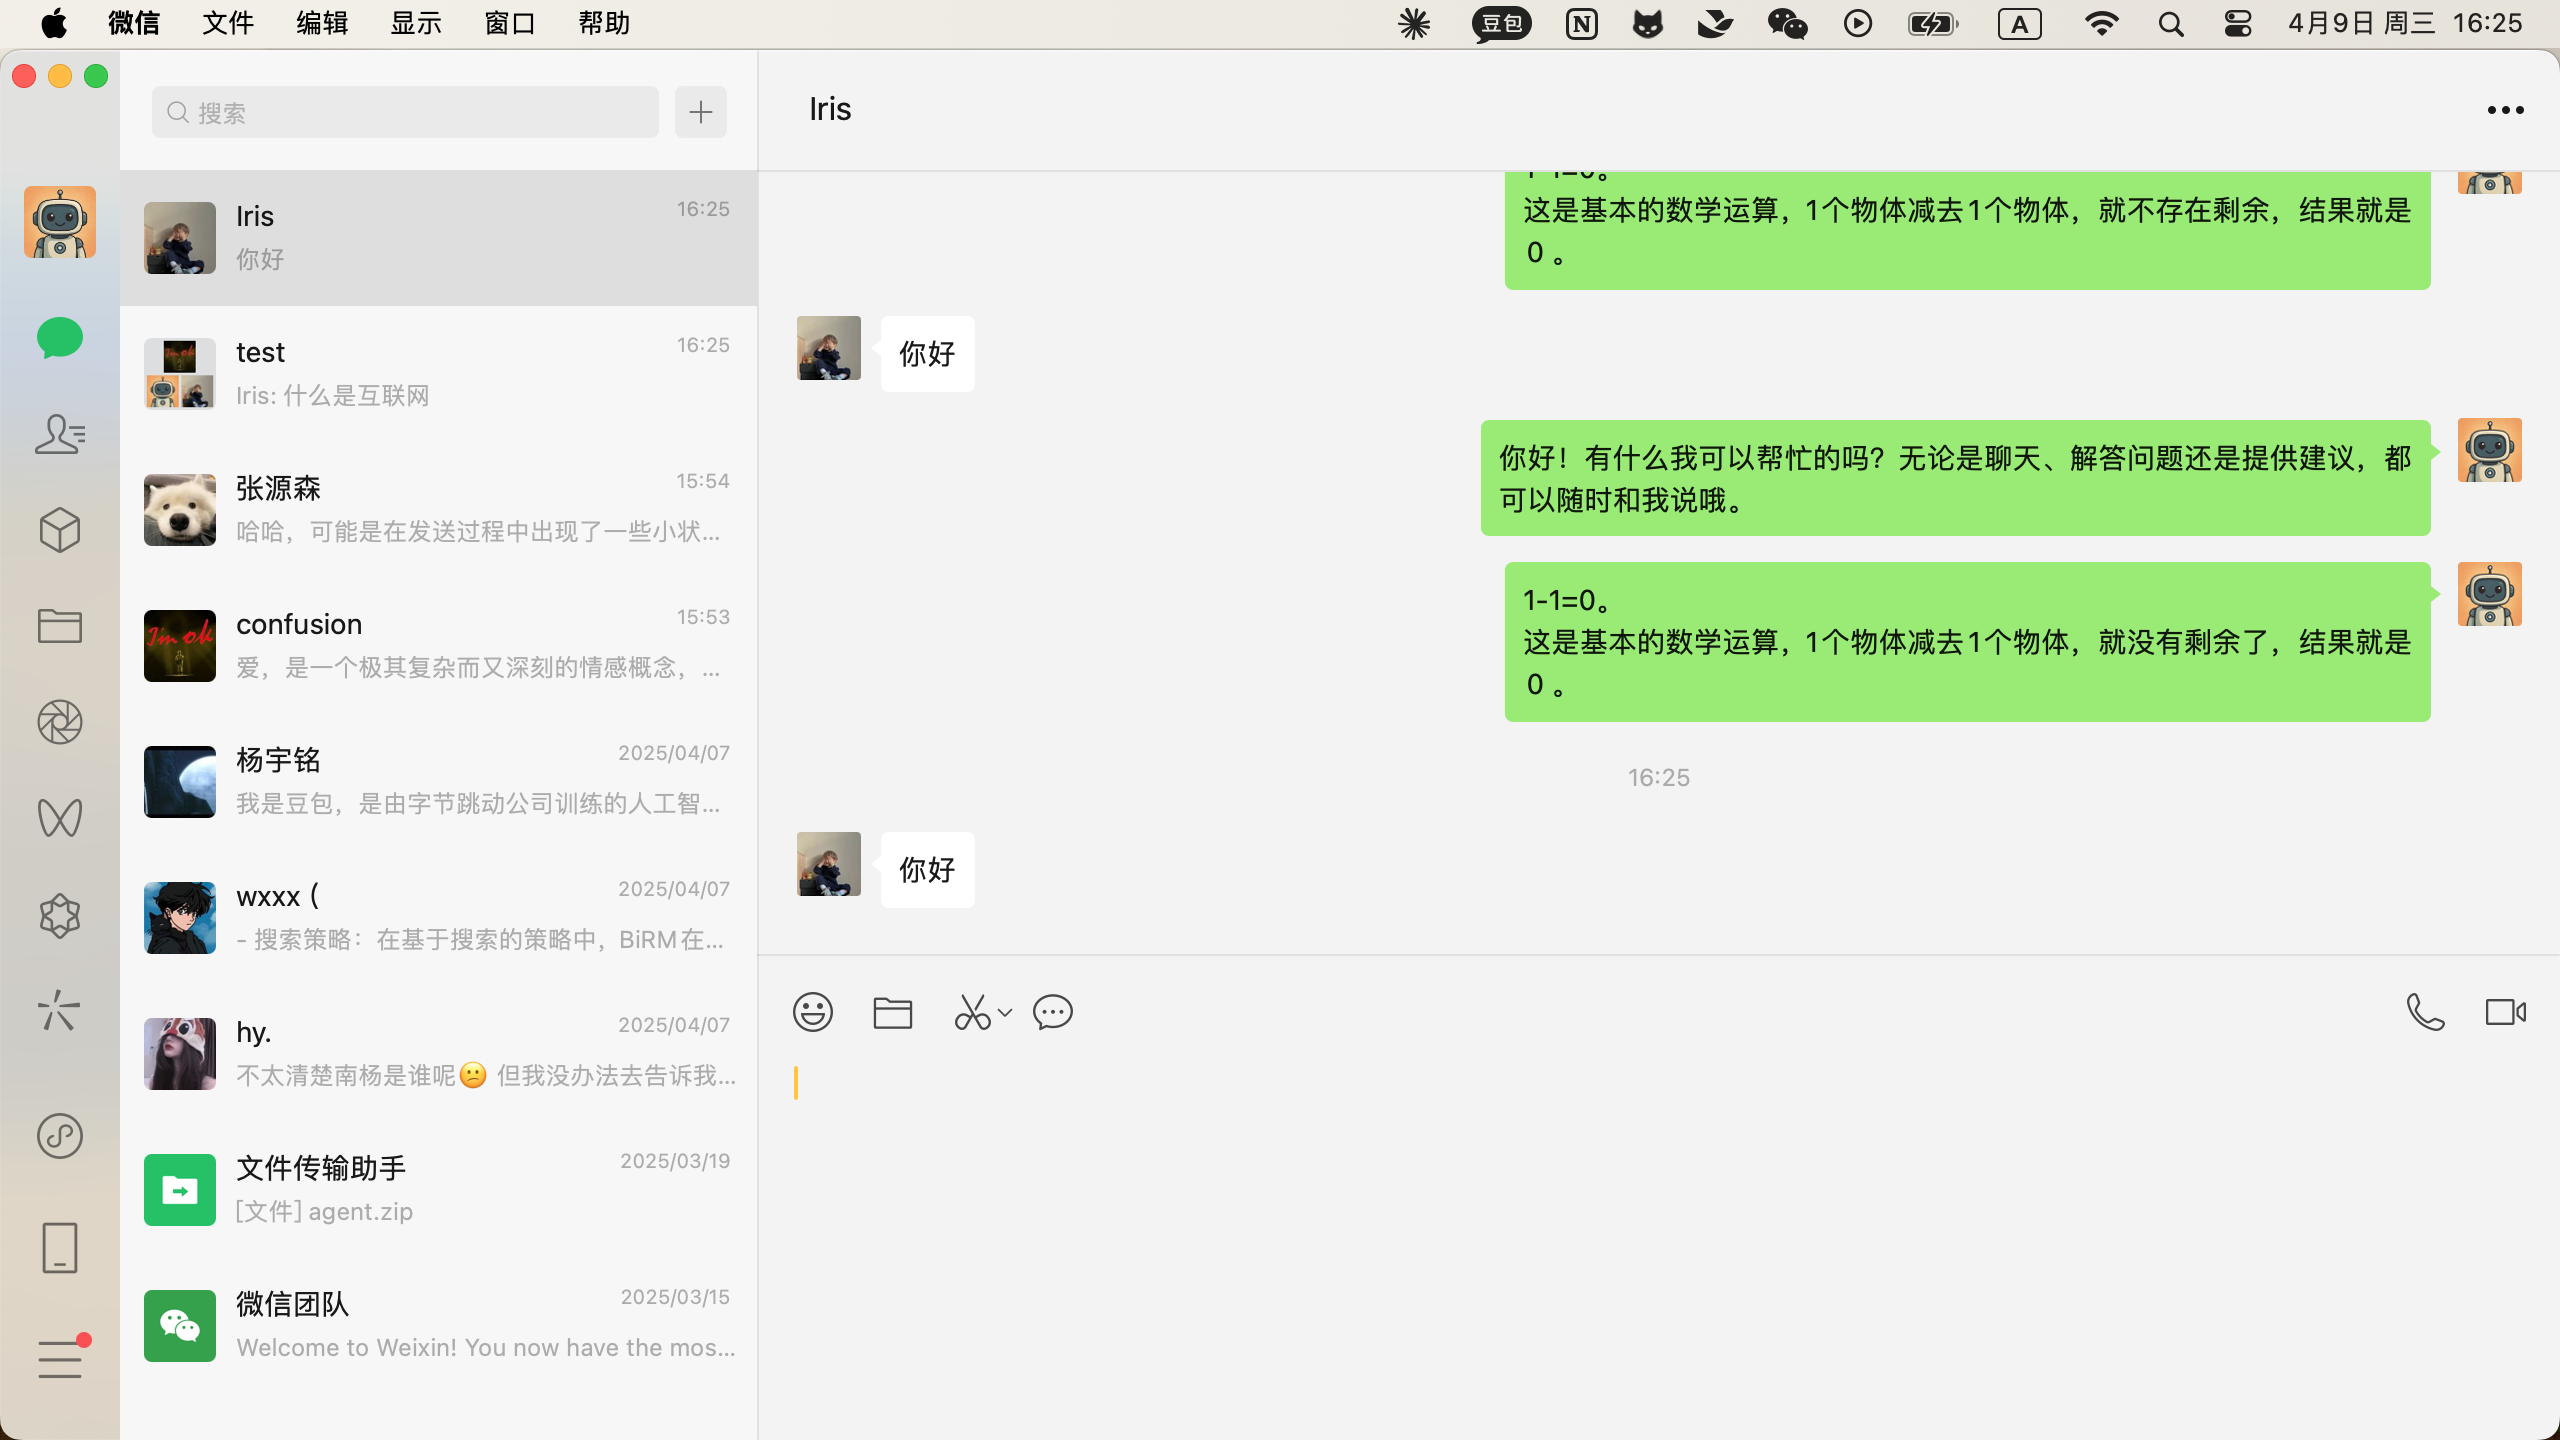 微信 文件 编辑 显示 窗口 帮助 豆包 N A 4月9日 周三 16:25
搜索
Iris 16:25
你好
test 16:25
Iris: 什么是互联网
张源森 15:54
哈哈，可能是在发送过程中出现了一些小状...
confusion 15:53
I'm ok
爱，是一个极其复杂而又深刻的情感概念，...
杨宇铭 2025/04/07
我是豆包，是由字节跳动公司训练的人工智...
wxxx ( 2025/04/07
- 搜索策略：在基于搜索的策略中，BiRM在...
hy. 2025/04/07
不太清楚南杨是谁呢😕 但我没办法去告诉我...
文件传输助手 2025/03/19
[文件] agent.zip
微信团队 2025/03/15
Welcome to Weixin! You now have the mos...
Iris
1-1=0。
这是基本的数学运算，1个物体减去1个物体，就不存在剩余，结果就是
0 。
你好
你好！有什么我可以帮忙的吗？无论是聊天、解答问题还是提供建议，都
可以随时和我说哦。
1-1=0。
这是基本的数学运算，1个物体减去1个物体，就没有剩余了，结果就是
0 。
16:25
你好